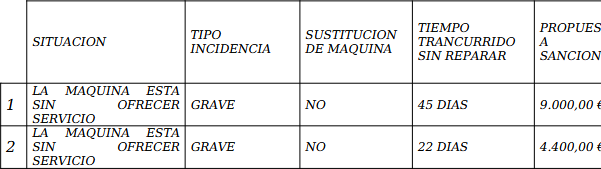 SITUACION
TIPO
INCIDENCIA
SUSTITUCION
DE MAQUINA
TIEMPO
TRANCURRIDO
SIN REPARAR
PROPUES
A
SANCION
1
LA MAQUINA ESTA
SIN OFRECER
SERVICIO
GRAVE
NO
45 DIAS
9.000,00 €
2
LA MAQUINA ESTA
SIN OFRECER
SERVICIO
GRAVE
NO
22 DIAS
4.400,00 €